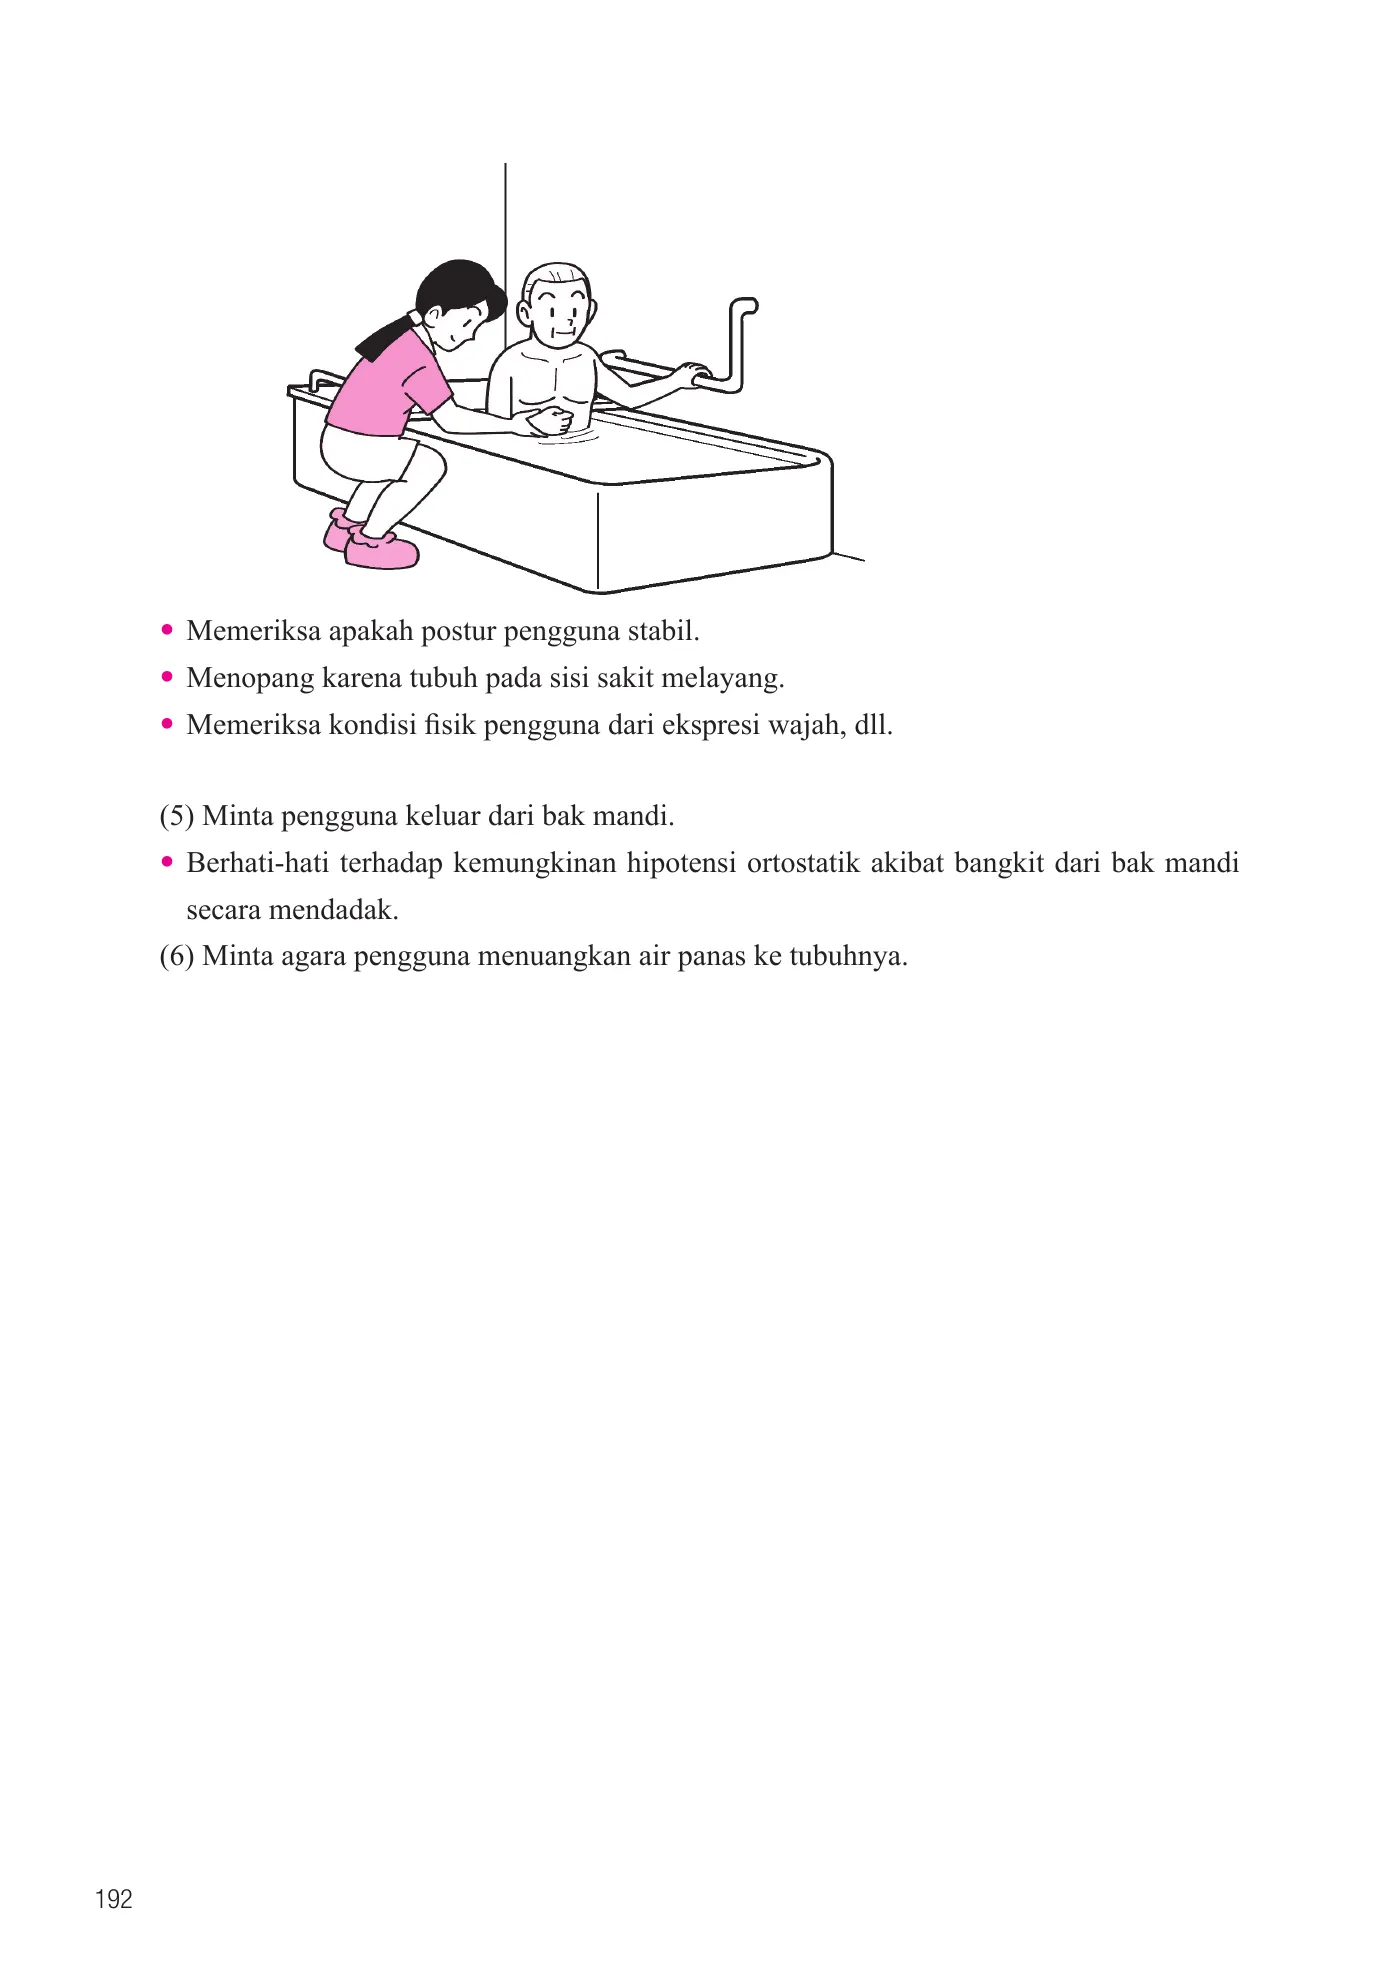 • Memeriksa apakah postur pengguna stabil.
• Menopang karena tubuh pada sisi sakit melayang.
• Memeriksa kondisi fisik pengguna dari ekspresi wajah, dll.
(5) Minta pengguna keluar dari bak mandi.
• Berhati-hati terhadap kemungkinan hipotensi ortostatik akibat bangkit dari bak mandi
secara mendadak.
(6) Minta agara pengguna menuangkan air panas ke tubuhnya.
192